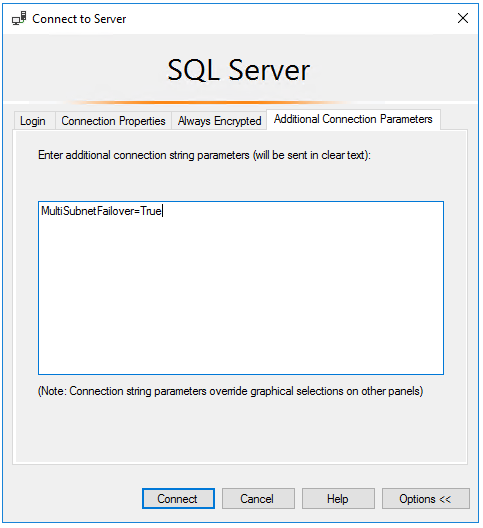 Connect to Server
SQL Server
Login Connection Properties Always Encrypted Additional Connection Parameters
Enter additional connection string parameters (will be sent in clear text):
MultiSubnetFailover=True
(Note: Connection string parameters override graphical selections on other panels)
Connect Cancel Help Options <<